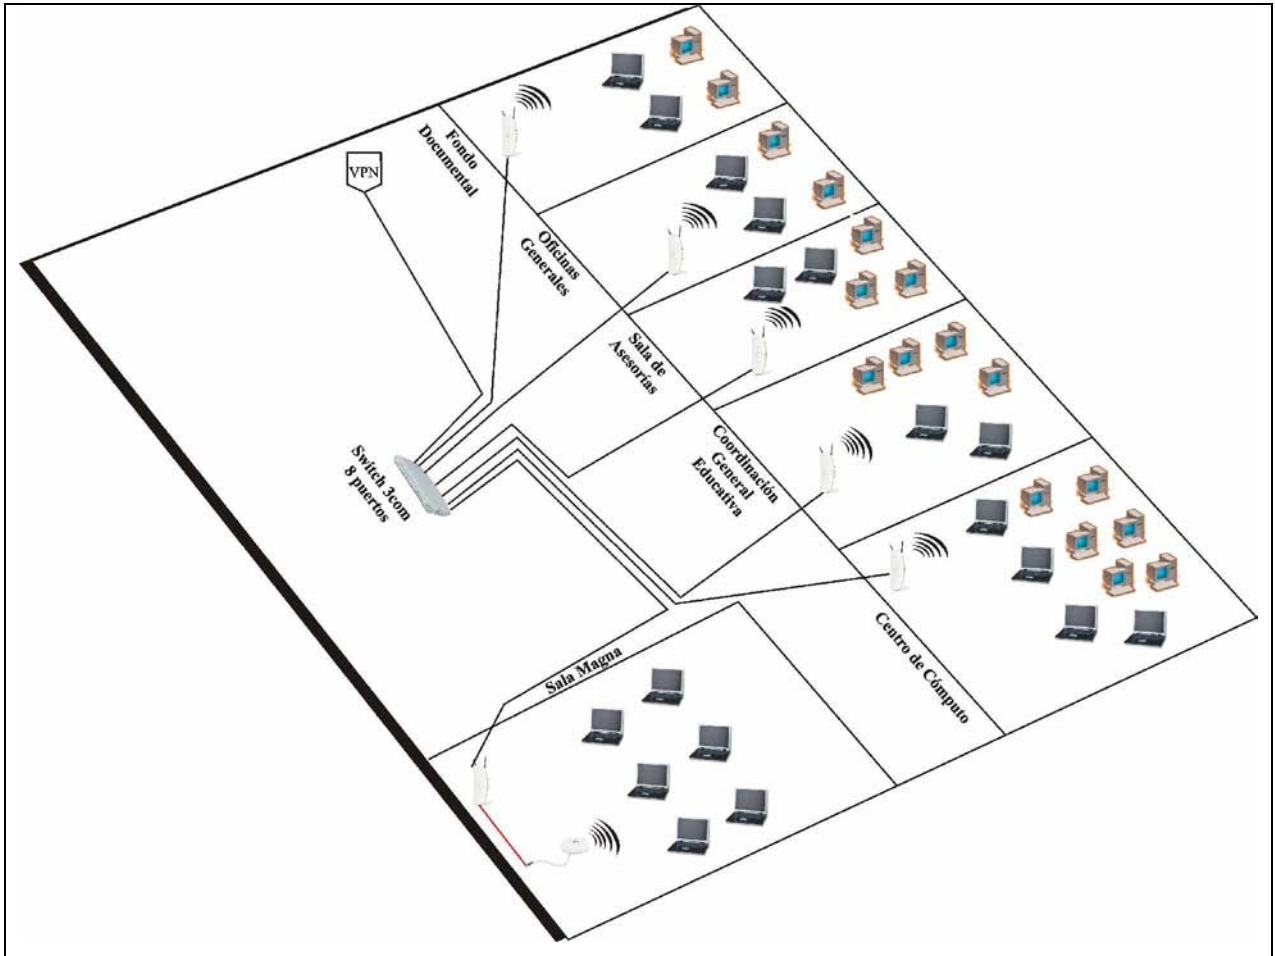 Fondo
Documental
VPN
Oficinas
Generales
Sala de
Asesorías
Coordinación
General
Educativa
Switch 3com
8 puertos
Centro de Cómputo
Sala Magna